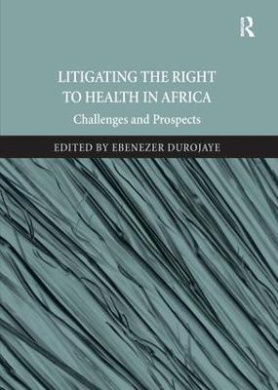 R
LITIGATING THE RIGHT
TO HEALTH IN AFRICA
Challenges and Prospects
EDITED BY EBENEZER DUROJAYE